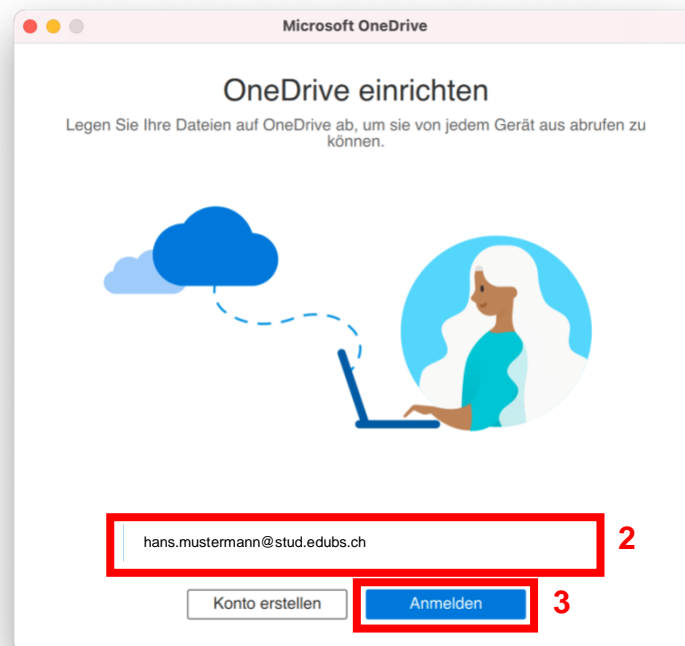 Microsoft OneDrive
OneDrive einrichten
Legen Sie Ihre Dateien auf OneDrive ab, um sie von jedem Gerät aus abrufen zu
können.
hans.mustermann@stud.edubs.ch
2
Konto erstellen
Anmelden
3